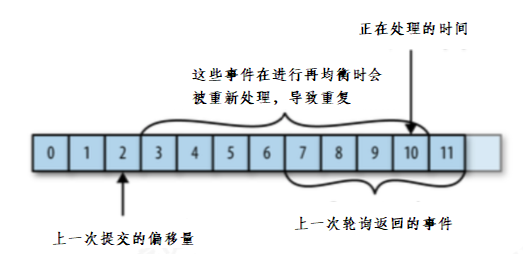 正在处理的时间
这些事件在进行再均衡时会
被重新处理，导致重复
0 1 2 3 4 5 6 7 8 9 10 11
上一次轮询返回的事件
上一次提交的偏移量